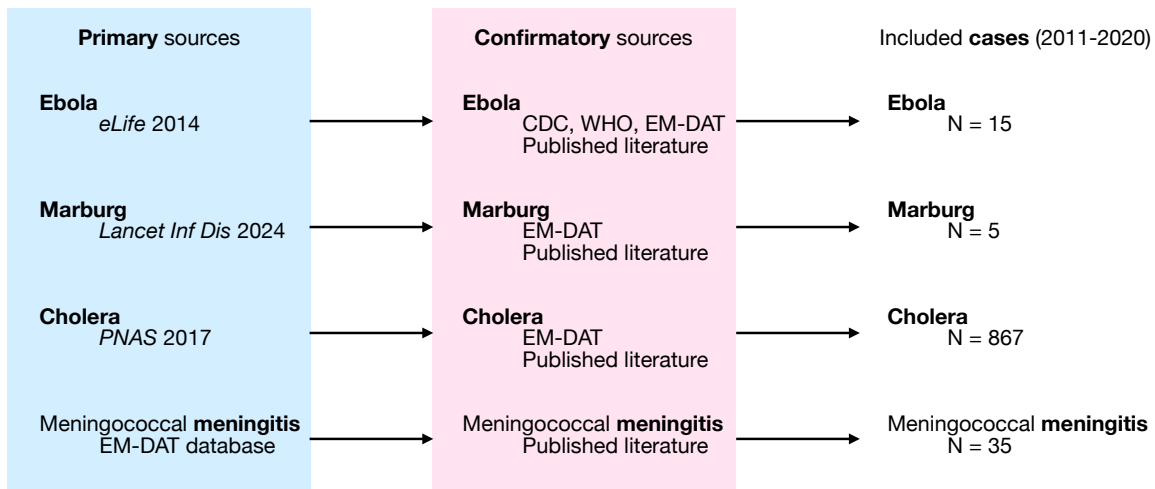 Primary sources
Confirmatory sources
Included cases (2011-2020)
Ebola
eLife 2014
Ebola
CDC, WHO, EM-DAT
Published literature
Ebola
N = 15
Marburg
Lancet Inf Dis 2024
Marburg
EM-DAT
Published literature
Marburg
N = 5
Cholera
PNAS 2017
Cholera
EM-DAT
Published literature
Cholera
N = 867
Meningococcal meningitis
EM-DAT database
Meningococcal meningitis
Published literature
Meningococcal meningitis
N = 35